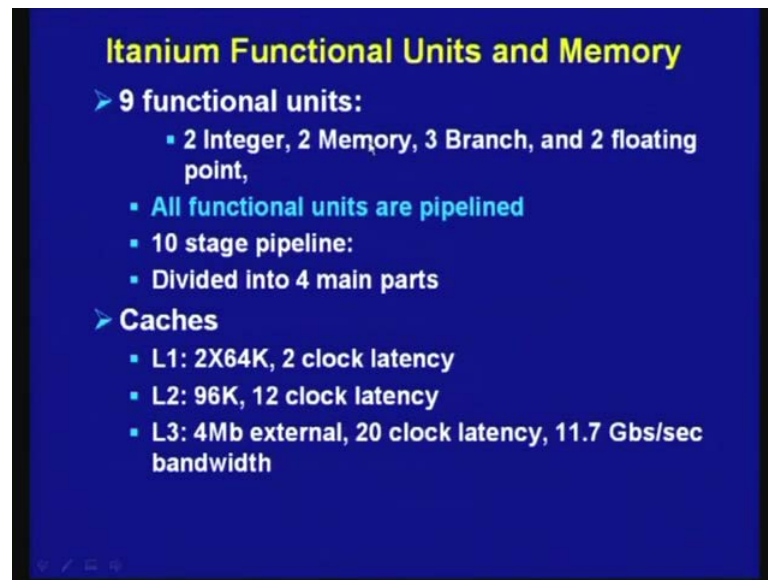 Itanium Functional Units and Memory
9 functional units:
2 Integer, 2 Memory, 3 Branch, and 2 floating
point,
All functional units are pipelined
10 stage pipeline:
Divided into 4 main parts
Caches
L1: 2X64K, 2 clock latency
L2: 96K, 12 clock latency
L3: 4Mb external, 20 clock latency, 11.7 Gbs/sec
bandwidth